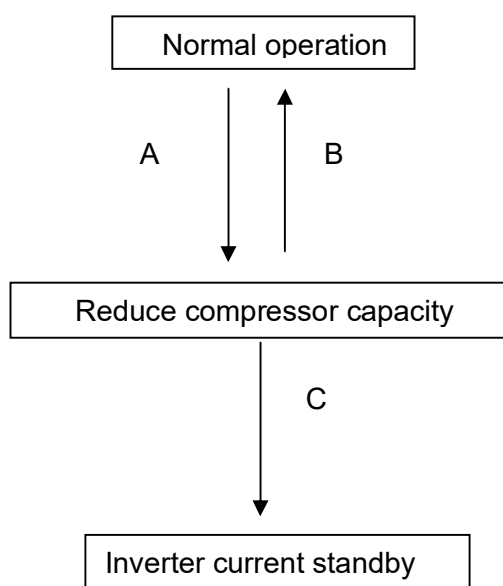 Normal operation
A B
Reduce compressor capacity
C
Inverter current standby